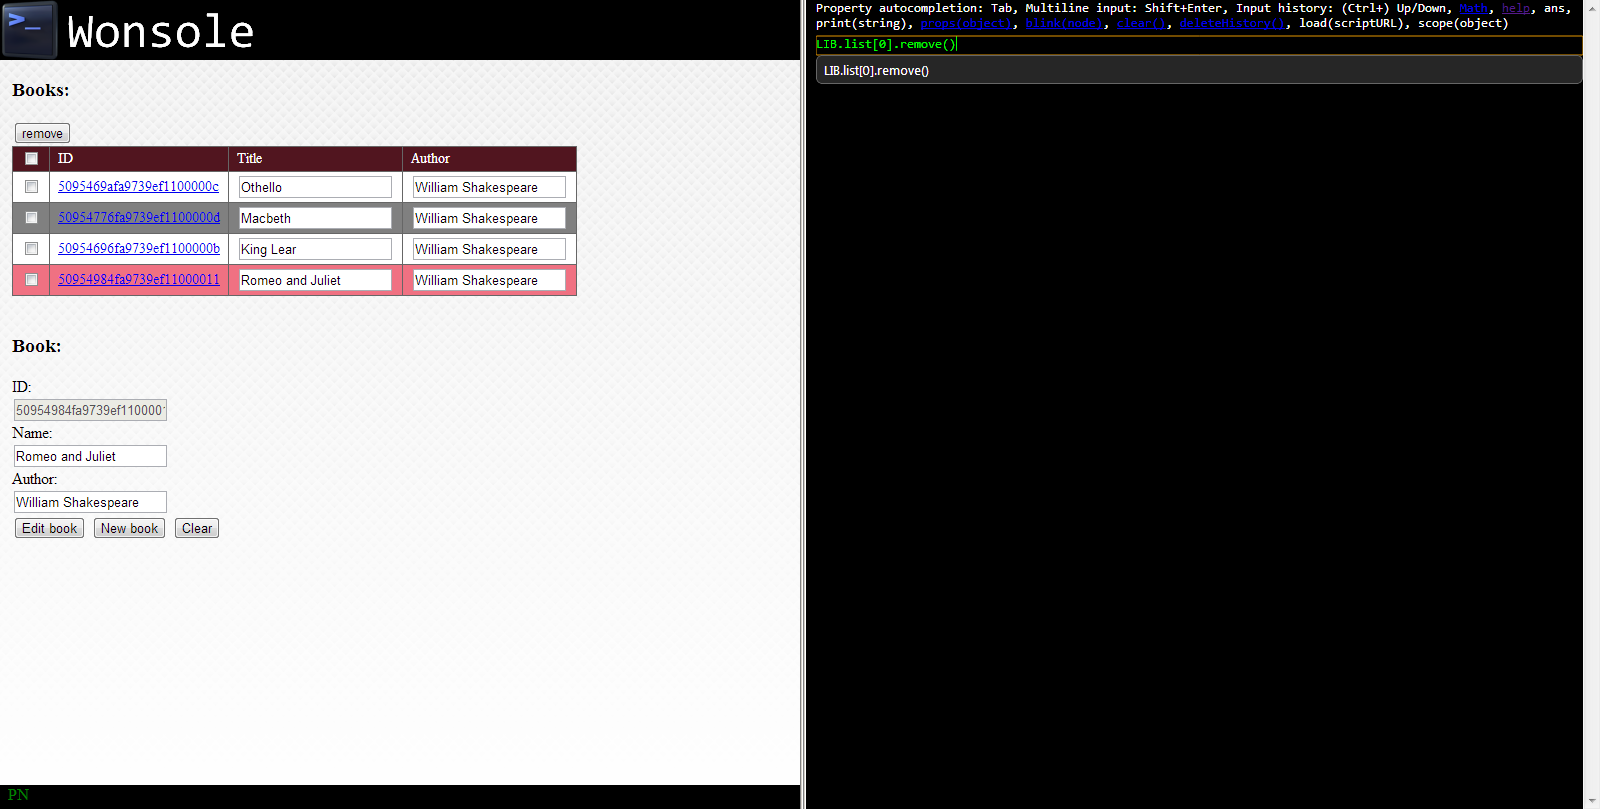 >_ Wonsole
Books:
remove
ID Title Author
5095469afa9739ef1100000c Othello William Shakespeare
50954776fa9739ef1100000d Macbeth William Shakespeare
50954696fa9739ef1100000b King Lear William Shakespeare
50954984fa9739ef11000011 Romeo and Juliet William Shakespeare
Book:
ID:
50954984fa9739ef1100001
Name:
Romeo and Juliet
Author:
William Shakespeare
Edit book New book Clear
PN
Property autocompletion: Tab, Multiline input: Shift+Enter, Input history: (Ctrl+) Up/Down, Math, help, ans,
print(string), props(object), blink(node), clear(), deleteHistory(), load(scriptURL), scope(object)
LIB.list[0].remove()
LIB.list[0].remove()